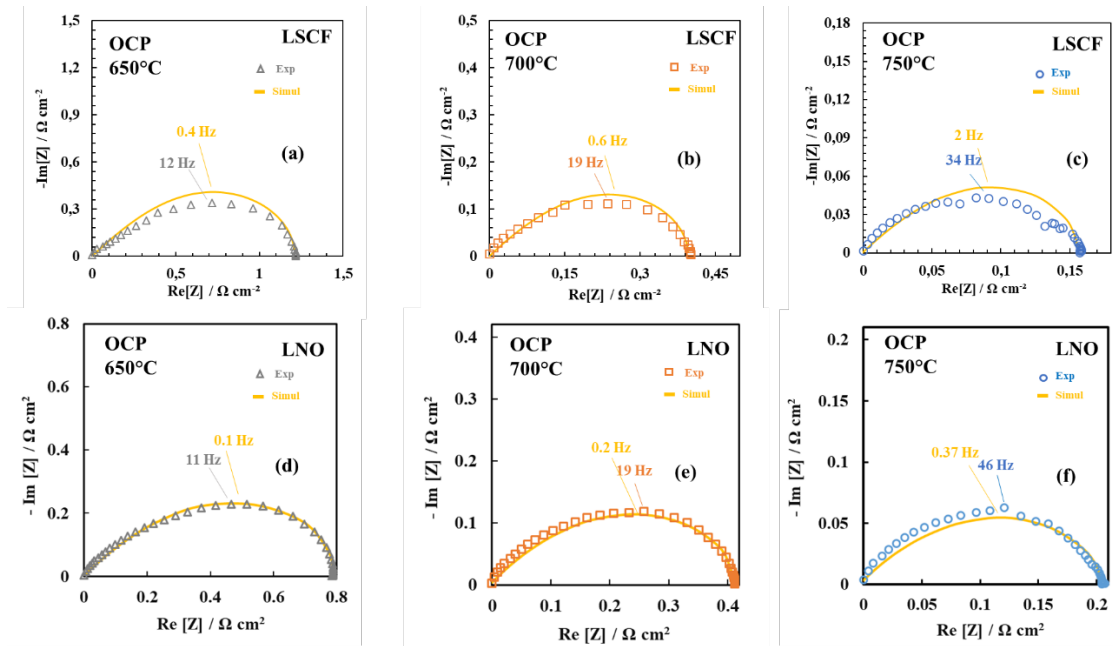 OCP
650°C
LSCF
Exp
Simul
0.4 Hz
12 Hz
(a)
1,5
1,2
0,9
0,6
0,3
0
0
0,5
1
1,5
-Im[Z] / Ω cm⁻²
Re[Z] / Ω cm⁻²
OCP
700°C
LSCF
Exp
Simul
0.6 Hz
19 Hz
(b)
0,5
0,4
0,3
0,2
0,1
0
0
0,15
0,3
0,45
-Im[Z] / Ω cm⁻²
Re[Z] / Ω cm⁻²
OCP
750°C
LSCF
Exp
Simul
2 Hz
34 Hz
(c)
0,18
0,15
0,12
0,09
0,06
0,03
0
0
0,05
0,1
0,15
-Im[Z] / Ω cm⁻²
Re[Z] / Ω cm⁻²
OCP
650°C
LNO
Exp
Simul
0.1 Hz
11 Hz
(d)
0.8
0.6
0.4
0.2
0
0
0.2
0.4
0.6
0.8
- Im [Z] / Ω cm²
Re [Z] / Ω cm²
OCP
700°C
LNO
Exp
Simul
0.2 Hz
19 Hz
(e)
0.4
0.3
0.2
0.1
0
0
0.1
0.2
0.3
0.4
- Im [Z] / Ω cm²
Re [Z] / Ω cm²
OCP
750°C
LNO
Exp
Simul
0.37 Hz
46 Hz
(f)
0.2
0.15
0.1
0.05
0
0
0.05
0.1
0.15
0.2
- Im [Z] / Ω cm²
Re [Z] / Ω cm²